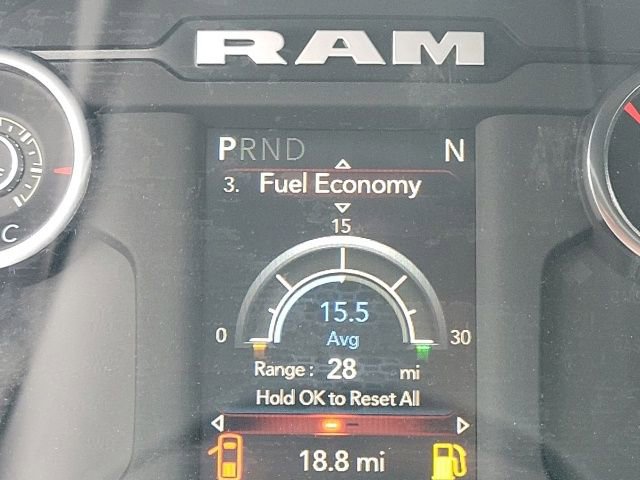 RAM
PRND N
3. Fuel Economy
15
15.5
0 Avg 30
Range: 28 mi
Hold OK to Reset All
18.8 mi
C